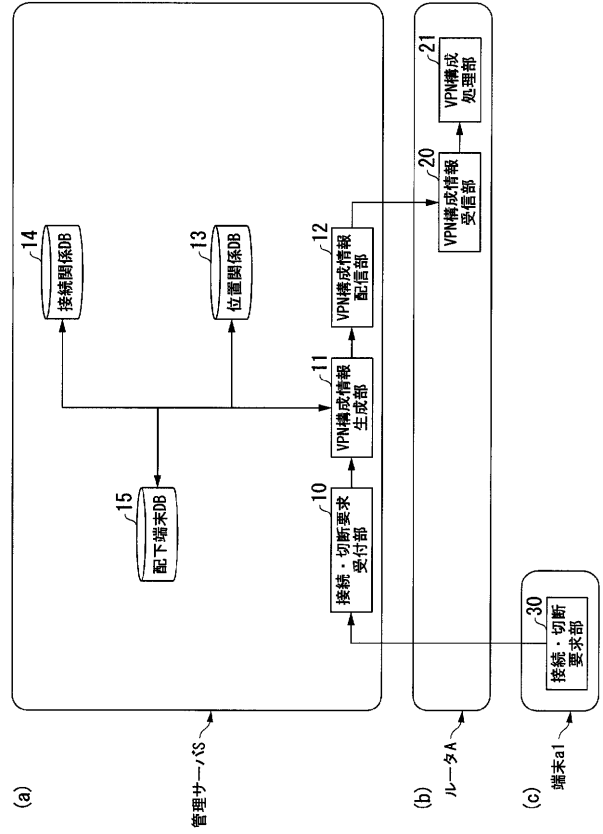 (a)
管理サーバS
14
接続関係DB
13
位置関係DB
15
配下端末DB
10
接続・切断要求
受付部
11
VPN構成情報
生成部
12
VPN構成情報
配信部
(b)
ルータA
20
VPN構成情報
受信部
21
VPN構成
処理部
(c)
端末a1
30
接続・切断
要求部